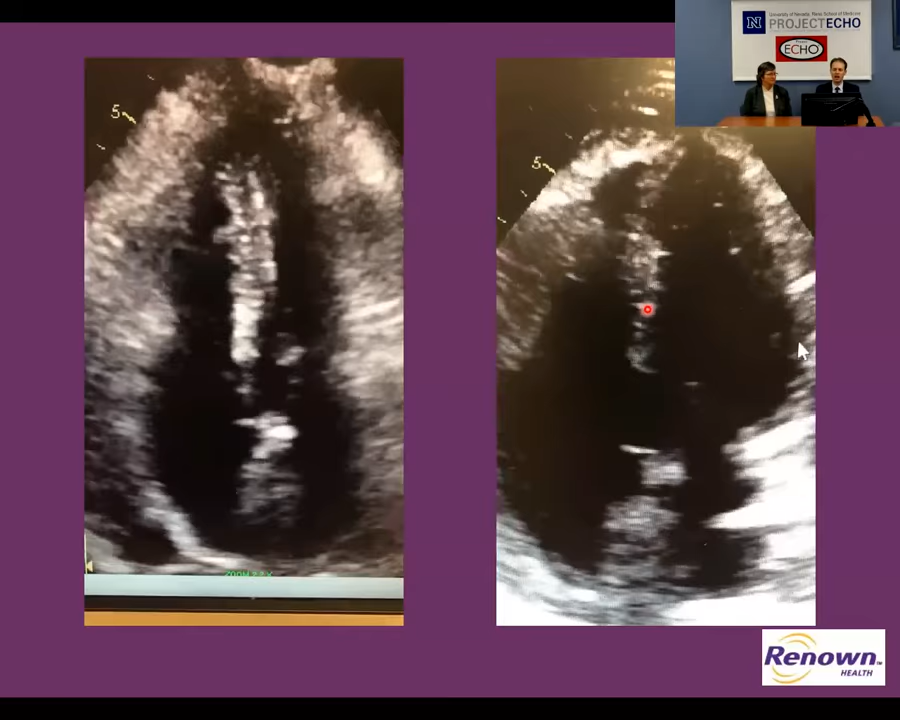 University of Nevada, Reno School of Medicine
N
PROJECT ECHO
ECHO
5
5
Renown
HEALTH